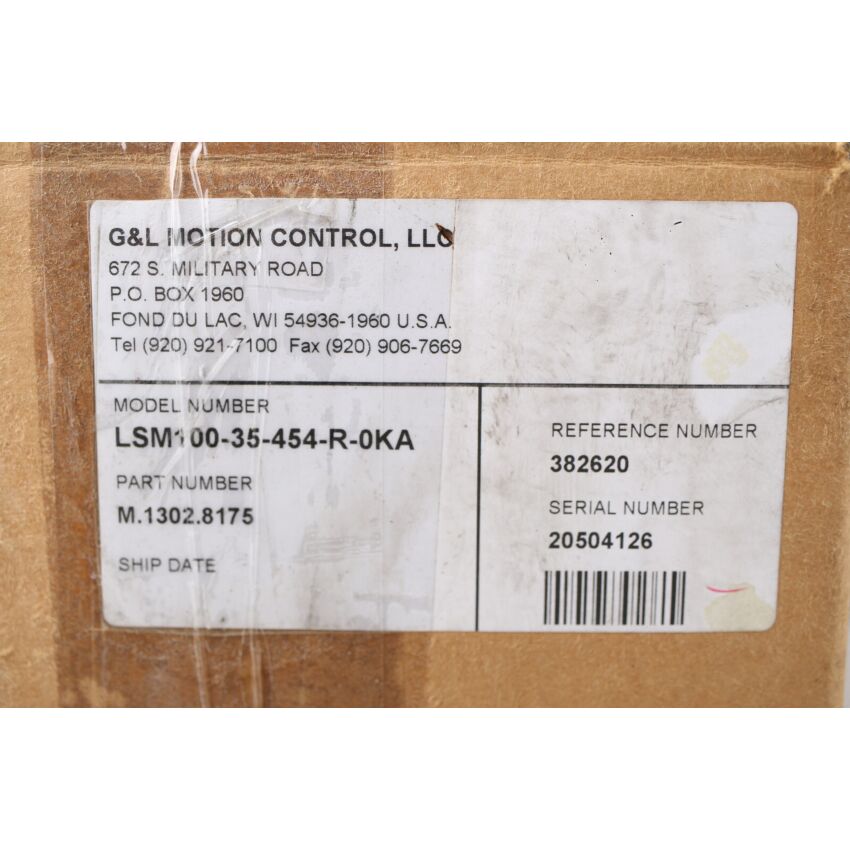 G&L MOTION CONTROL, LLC
672 S. MILITARY ROAD
P.O. BOX 1960
FOND DU LAC, WI 54936-1960 U.S.A.
Tel (920) 921-7100 Fax (920) 906-7669
MODEL NUMBER
LSM100-35-454-R-0KA
PART NUMBER
M.1302.8175
SHIP DATE
REFERENCE NUMBER
382620
SERIAL NUMBER
20504126